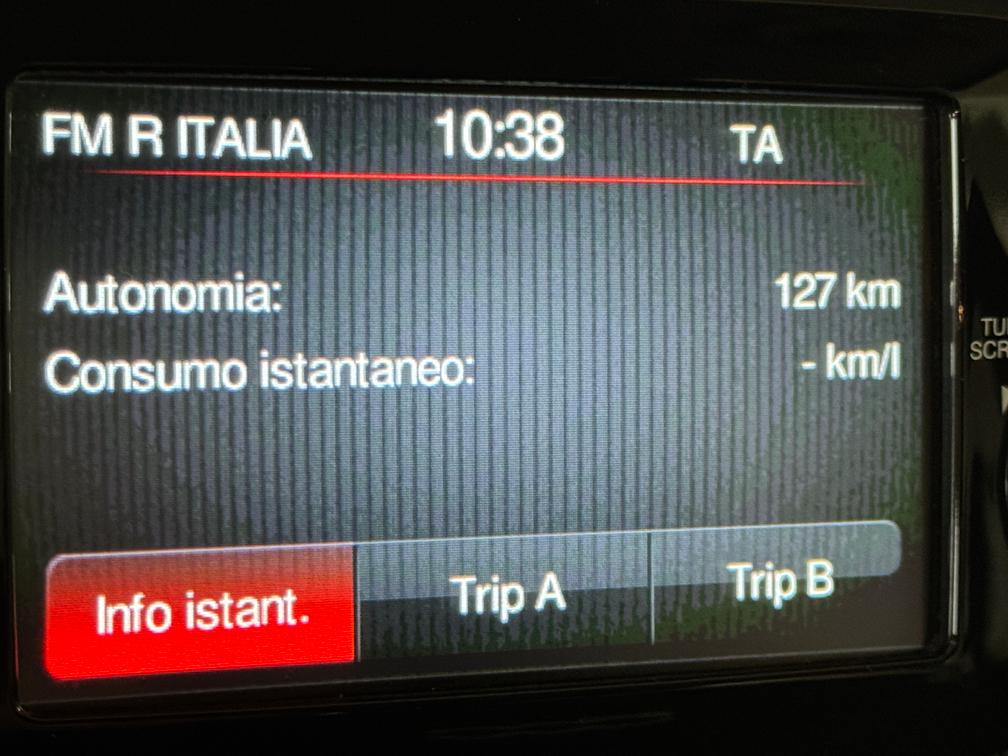 FM R ITALIA 10:38 TA
Autonomia: 127 km
Consumo istantaneo: - km/l
Info istant. Trip A Trip B